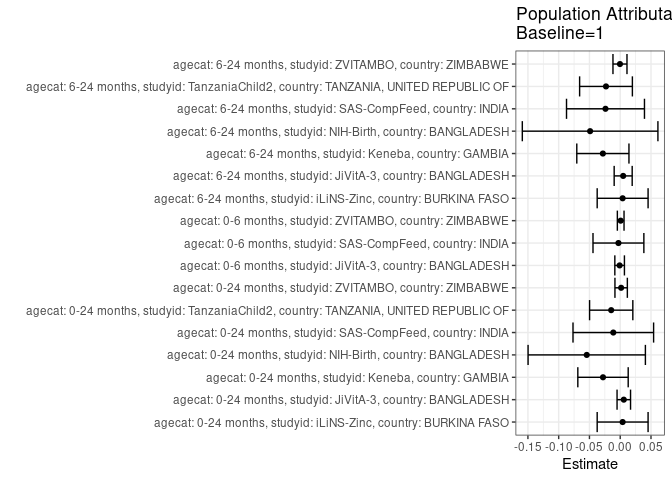 Population Attributa
Baseline=1
agecat: 6-24 months, studyid: ZVITAMBO, country: ZIMBABWE
agecat: 6-24 months, studyid: TanzaniaChild2, country: TANZANIA, UNITED REPUBLIC OF
agecat: 6-24 months, studyid: SAS-CompFeed, country: INDIA
agecat: 6-24 months, studyid: NIH-Birth, country: BANGLADESH
agecat: 6-24 months, studyid: Keneba, country: GAMBIA
agecat: 6-24 months, studyid: JiVitA-3, country: BANGLADESH
agecat: 6-24 months, studyid: iLiNS-Zinc, country: BURKINA FASO
agecat: 0-6 months, studyid: ZVITAMBO, country: ZIMBABWE
agecat: 0-6 months, studyid: SAS-CompFeed, country: INDIA
agecat: 0-6 months, studyid: JiVitA-3, country: BANGLADESH
agecat: 0-24 months, studyid: ZVITAMBO, country: ZIMBABWE
agecat: 0-24 months, studyid: TanzaniaChild2, country: TANZANIA, UNITED REPUBLIC OF
agecat: 0-24 months, studyid: SAS-CompFeed, country: INDIA
agecat: 0-24 months, studyid: NIH-Birth, country: BANGLADESH
agecat: 0-24 months, studyid: Keneba, country: GAMBIA
agecat: 0-24 months, studyid: JiVitA-3, country: BANGLADESH
agecat: 0-24 months, studyid: iLiNS-Zinc, country: BURKINA FASO
-0.15 -0.10 -0.05 0.00 0.05
Estimate